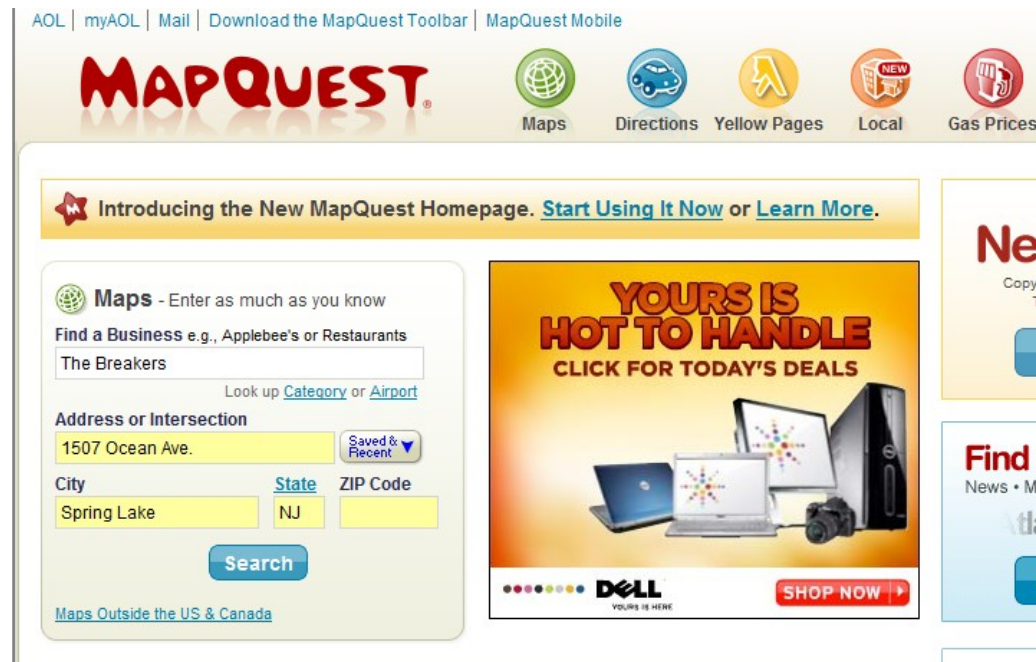 AOL | myAOL | Mail | Download the MapQuest Toolbar | MapQuest Mobile
MAPQUEST®
Maps Directions Yellow Pages Local Gas Prices
NEW
Introducing the New MapQuest Homepage. Start Using It Now or Learn More.
Maps - Enter as much as you know
Find a Business e.g., Applebee's or Restaurants
The Breakers
Look up Category or Airport
Address or Intersection
1507 Ocean Ave.
Saved &
Recent
City State ZIP Code
Spring Lake NJ
Search
Maps Outside the US & Canada
YOURS IS
HOT TO HANDLE
CLICK FOR TODAY'S DEALS
DELL
YOURS IS HERE
SHOP NOW
Ne
Copy
Find
News • M